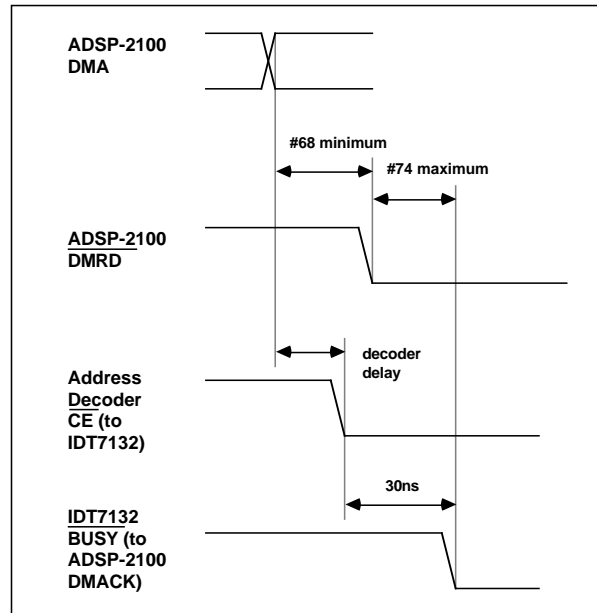 ADSP-2100
DMA
#68 minimum
#74 maximum
ADSP-2100
DMRD
decoder
delay
Address
Decoder
CE (to
IDT7132)
30ns
IDT7132
BUSY (to
ADSP-2100
DMACK)